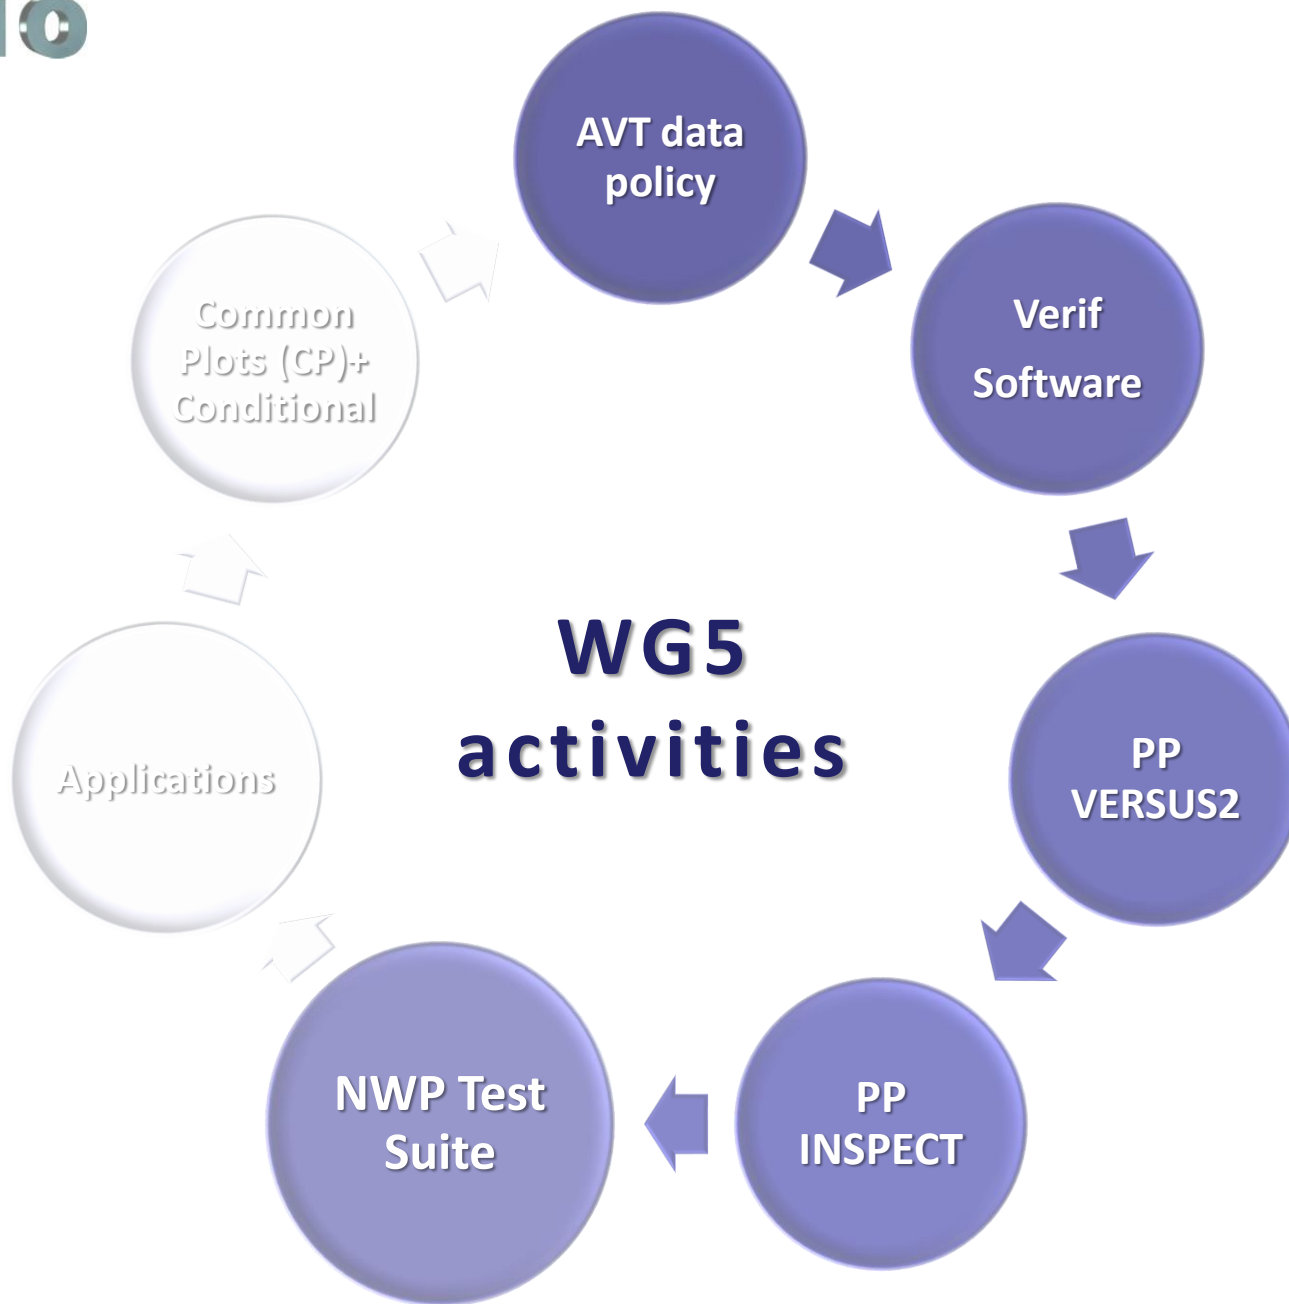 AVT data
policy
Verif
Software
PP
VERSUS2
PP
INSPECT
NWP Test
Suite
Applications
Common
Plots (CP)+
Conditional
WG5
activities